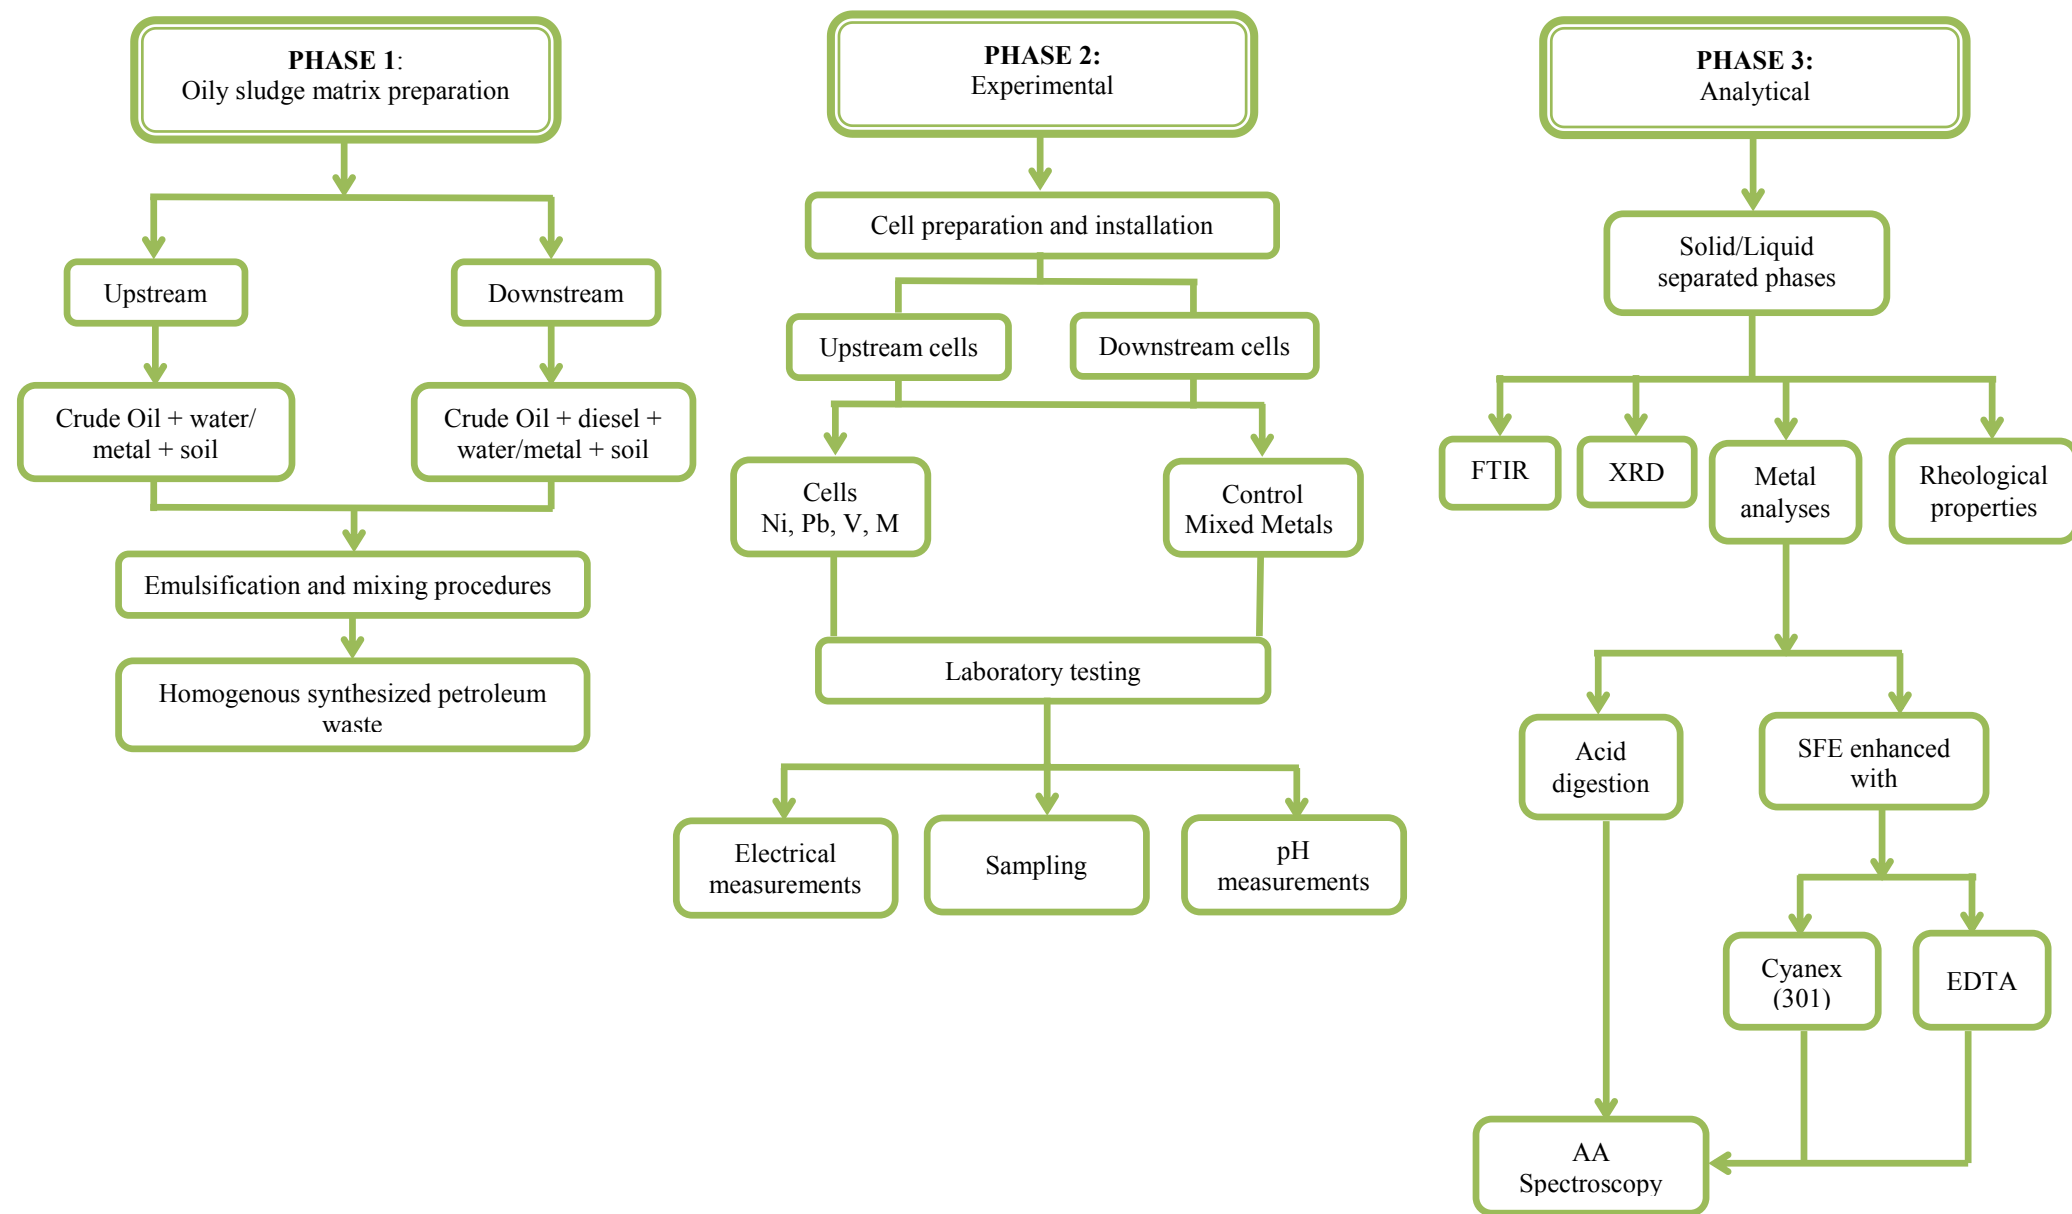 PHASE 1:
Oily sludge matrix preparation
Upstream
Downstream
Crude Oil + water/
metal + soil
Crude Oil + diesel +
water/metal + soil
Emulsification and mixing procedures
Homogenous synthesized petroleum
waste
PHASE 2:
Experimental
Cell preparation and installation
Upstream cells
Downstream cells
Cells
Ni, Pb, V, M
Control
Mixed Metals
Laboratory testing
Electrical
measurements
Sampling
pH
measurements
PHASE 3:
Analytical
Solid/Liquid
separated phases
FTIR
XRD
Metal
analyses
Rheological
properties
Acid
digestion
SFE enhanced
with
Cyanex
(301)
EDTA
AA
Spectroscopy